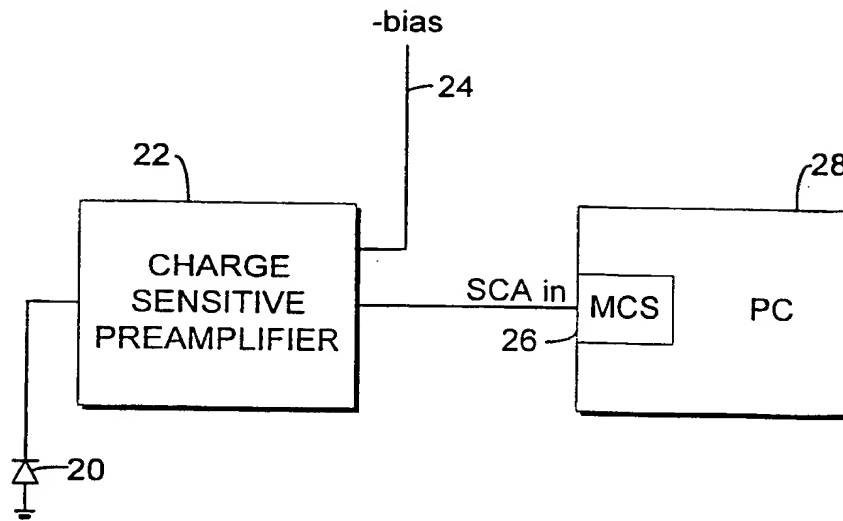 -bias
24
22
28
CHARGE
SENSITIVE
PREAMPLIFIER
SCA in
MCS
PC
26
20